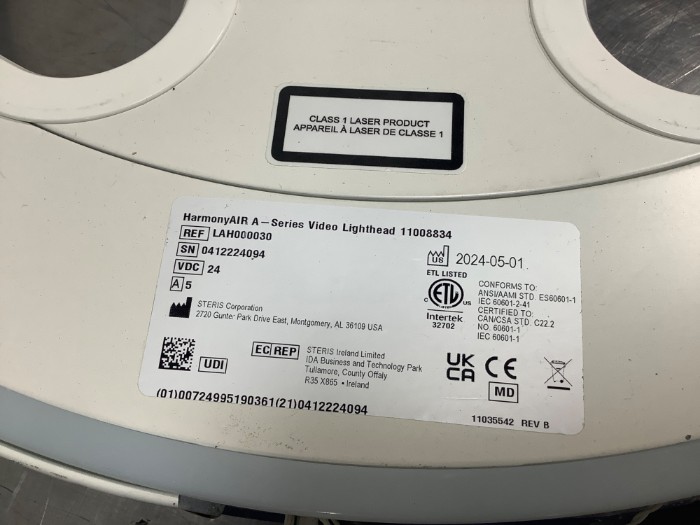 CLASS 1 LASER PRODUCT
APPAREIL À LASER DE CLASSE 1
HarmonyAIR A-Series Video Lighthead 11008834
REF LAH000030
SN 0412224094
VDC 24
A 5
STERIS Corporation
2720 Gunter Park Drive East, Montgomery, AL 36109 USA
US 2024-05-01
ETL LISTED
C ETL US
Intertek
32702
CONFORMS TO:
ANSI/AAMI STD. ES60601-1
IEC 60601-2-41
CERTIFIED TO:
CAN/CSA STD. C22.2
NO. 60601-1
IEC 60601-1
UDI
EC REP
STERIS Ireland Limited
IDA Business and Technology Park
Tullamore, County Offaly
R35 X865 • Ireland
UK
CA
CE
MD
(01)00724995190361(21)0412224094
11035542 REV B